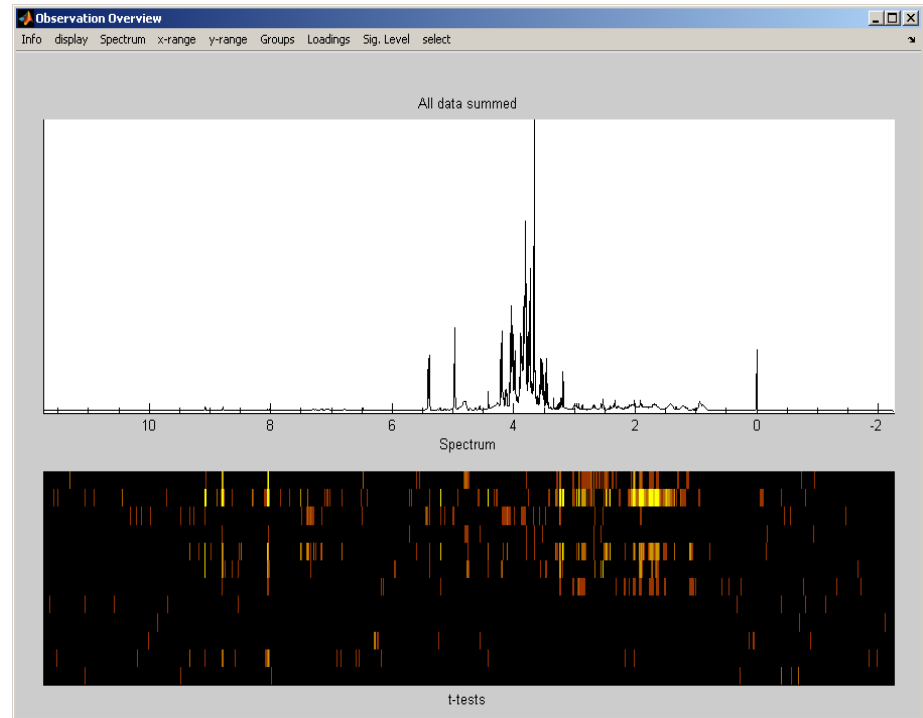 Observation Overview
Info display Spectrum x-range y-range Groups Loadings Sig. Level select
All data summed
10 8 6 4 2 0 -2
Spectrum
t-tests